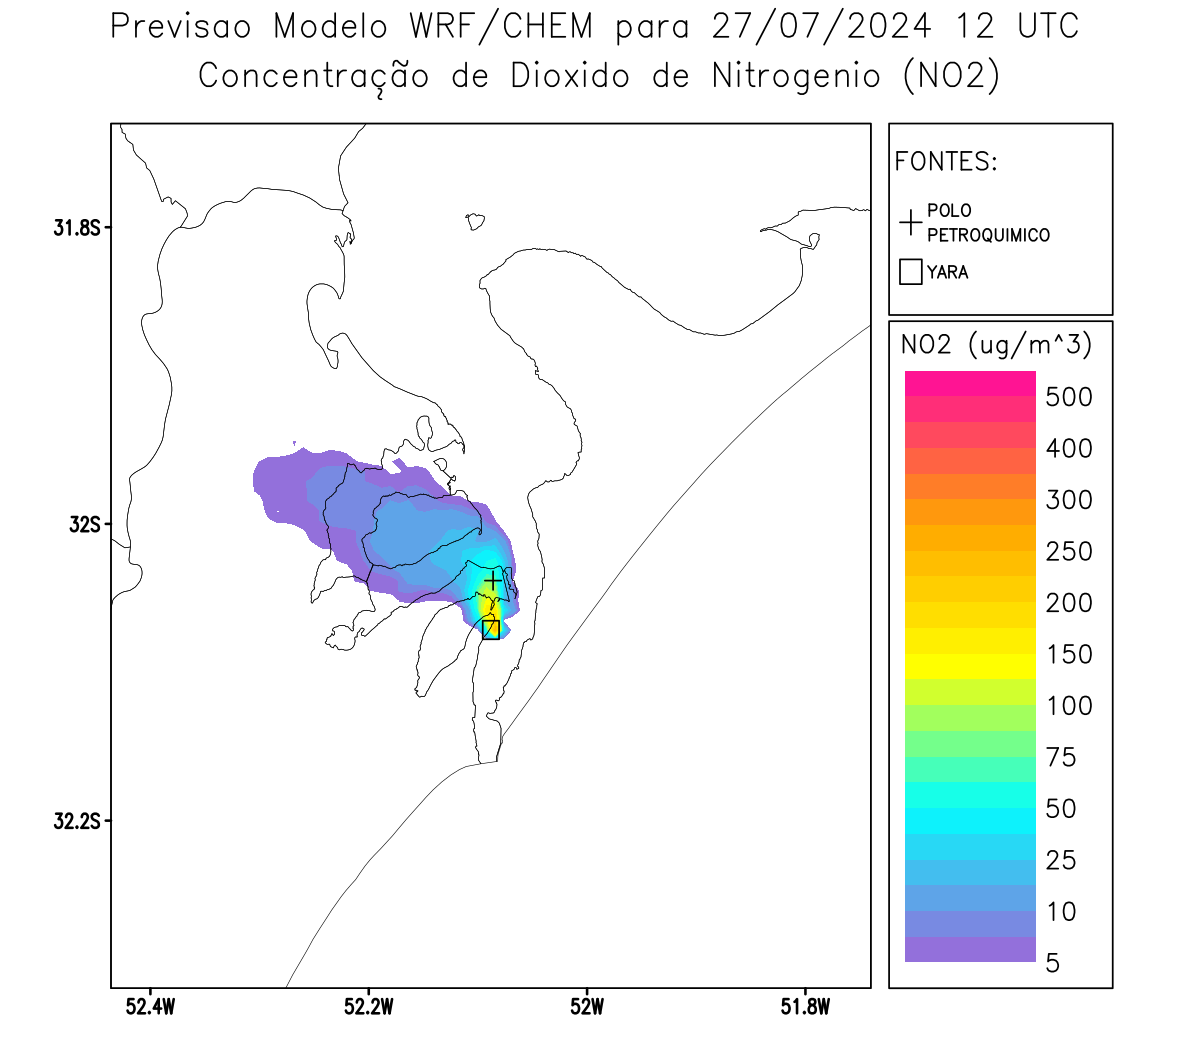 Previsao Modelo WRF/CHEM para 27/07/2024 12 UTC
Concentração de Dioxido de Nitrogenio (NO2)
FONTES:
POLO
PETROQUIMICO
YARA
NO2 (ug/m^3)
500
400
300
250
200
150
100
75
50
25
10
5
31.8S
32S
32.2S
52.4W
52.2W
52W
51.8W